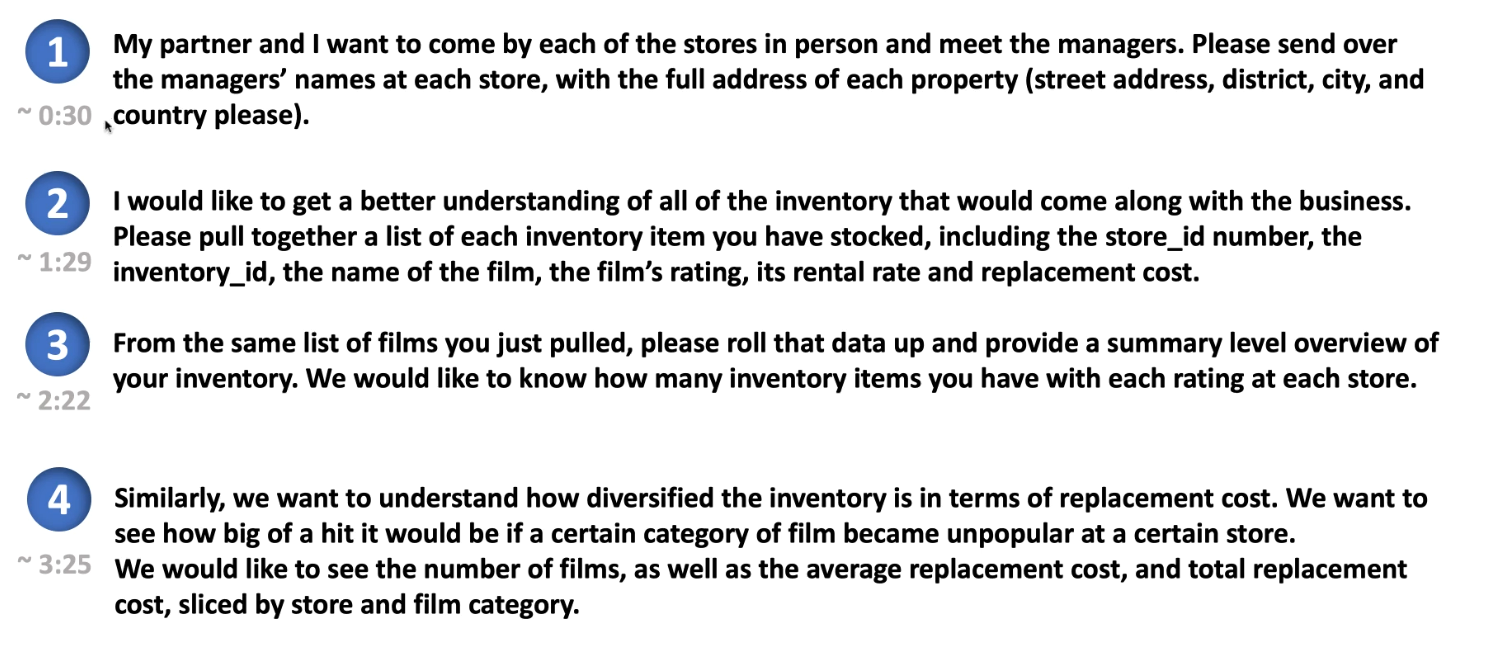 1
My partner and I want to come by each of the stores in person and meet the managers. Please send over
the managers’ names at each store, with the full address of each property (street address, district, city, and
~ 0:30 country please).
2
I would like to get a better understanding of all of the inventory that would come along with the business.
Please pull together a list of each inventory item you have stocked, including the store_id number, the
~ 1:29 inventory_id, the name of the film, the film’s rating, its rental rate and replacement cost.
3
From the same list of films you just pulled, please roll that data up and provide a summary level overview of
your inventory. We would like to know how many inventory items you have with each rating at each store.
~ 2:22
4
Similarly, we want to understand how diversified the inventory is in terms of replacement cost. We want to
see how big of a hit it would be if a certain category of film became unpopular at a certain store.
~ 3:25 We would like to see the number of films, as well as the average replacement cost, and total replacement
cost, sliced by store and film category.